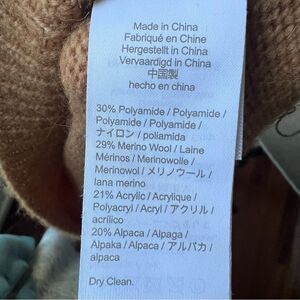 Made in China
Fabriqué en Chine
Hergestellt in China
Vervaardigd in China
中国製
hecho en china
30% Polyamide / Polyamide /
Polyamide / Polyamide /
ナイロン / poliamida
29% Merino Wool / Laine
Mérinos / Merinowolle /
Merinowol / メリノウール /
lana merino
21% Acrylic / Acrylique /
Polyacryl / Acryl / アクリル /
acrílico
20% Alpaca / Alpaga /
Alpaka / Alpaca / アルパカ /
alpaca
Dry Clean.